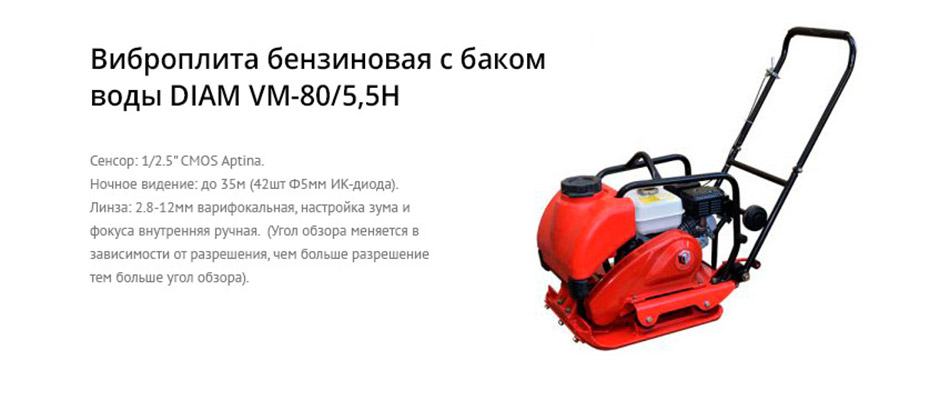 Виброплита бензиновая с баком
воды DIAM VM-80/5,5H
Сенсор: 1/2.5" CMOS Aptina.
Ночное видение: до 35м (42шт Ф5мм ИК-диода).
Линза: 2.8-12мм варифокальная, настройка зума и
фокуса внутренняя ручная.  (Угол обзора меняется в
зависимости от разрешения, чем больше разрешение
тем больше угол обзора).